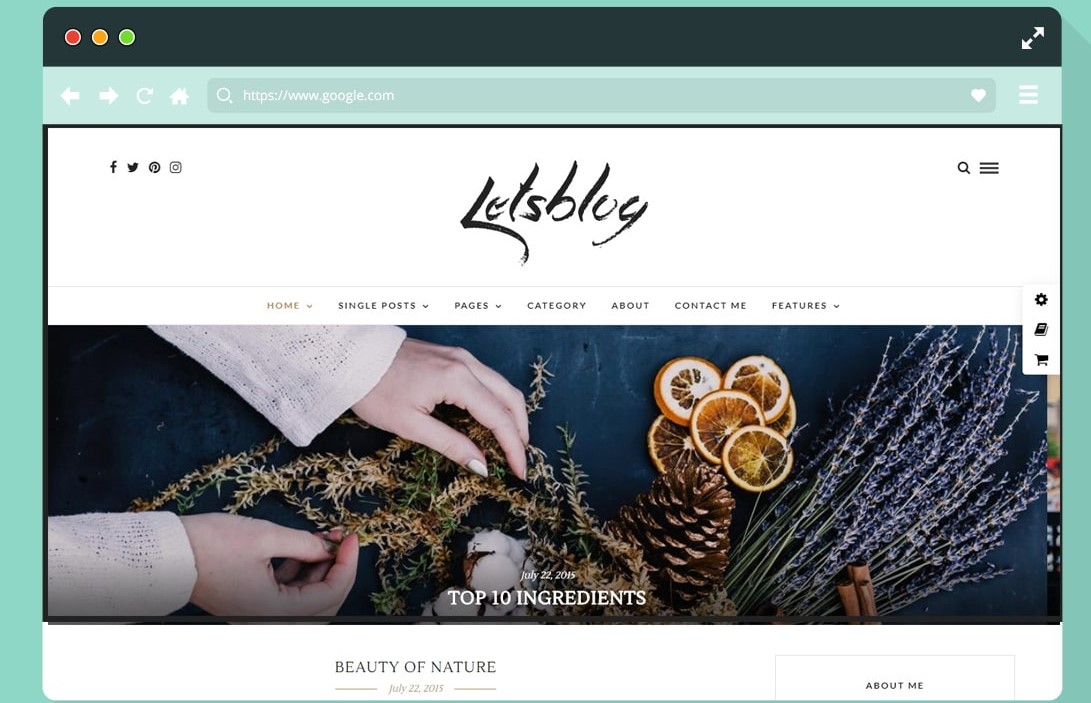 https://www.google.com
Letsblog
HOME SINGLE POSTS PAGES CATEGORY ABOUT CONTACT ME FEATURES
July 22, 2015
TOP 10 INGREDIENTS
BEAUTY OF NATURE
July 22, 2015
ABOUT ME